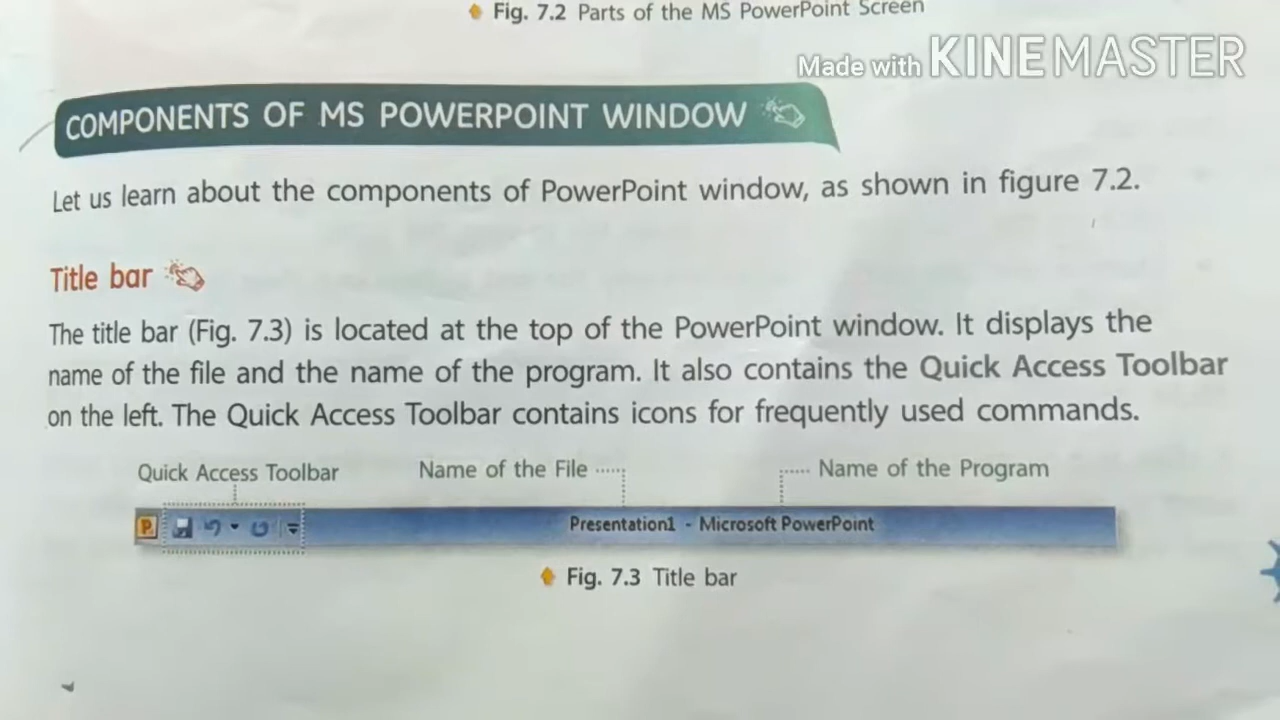 Fig. 7.2 Parts of the MS PowerPoint Screen
Made with KINEMASTER
COMPONENTS OF MS POWERPOINT WINDOW
Let us learn about the components of PowerPoint window, as shown in figure 7.2.
Title bar
The title bar (Fig. 7.3) is located at the top of the PowerPoint window. It displays the
name of the file and the name of the program. It also contains the Quick Access Toolbar
on the left. The Quick Access Toolbar contains icons for frequently used commands.
Quick Access Toolbar Name of the File Name of the Program
Presentation1 - Microsoft PowerPoint
Fig. 7.3 Title bar